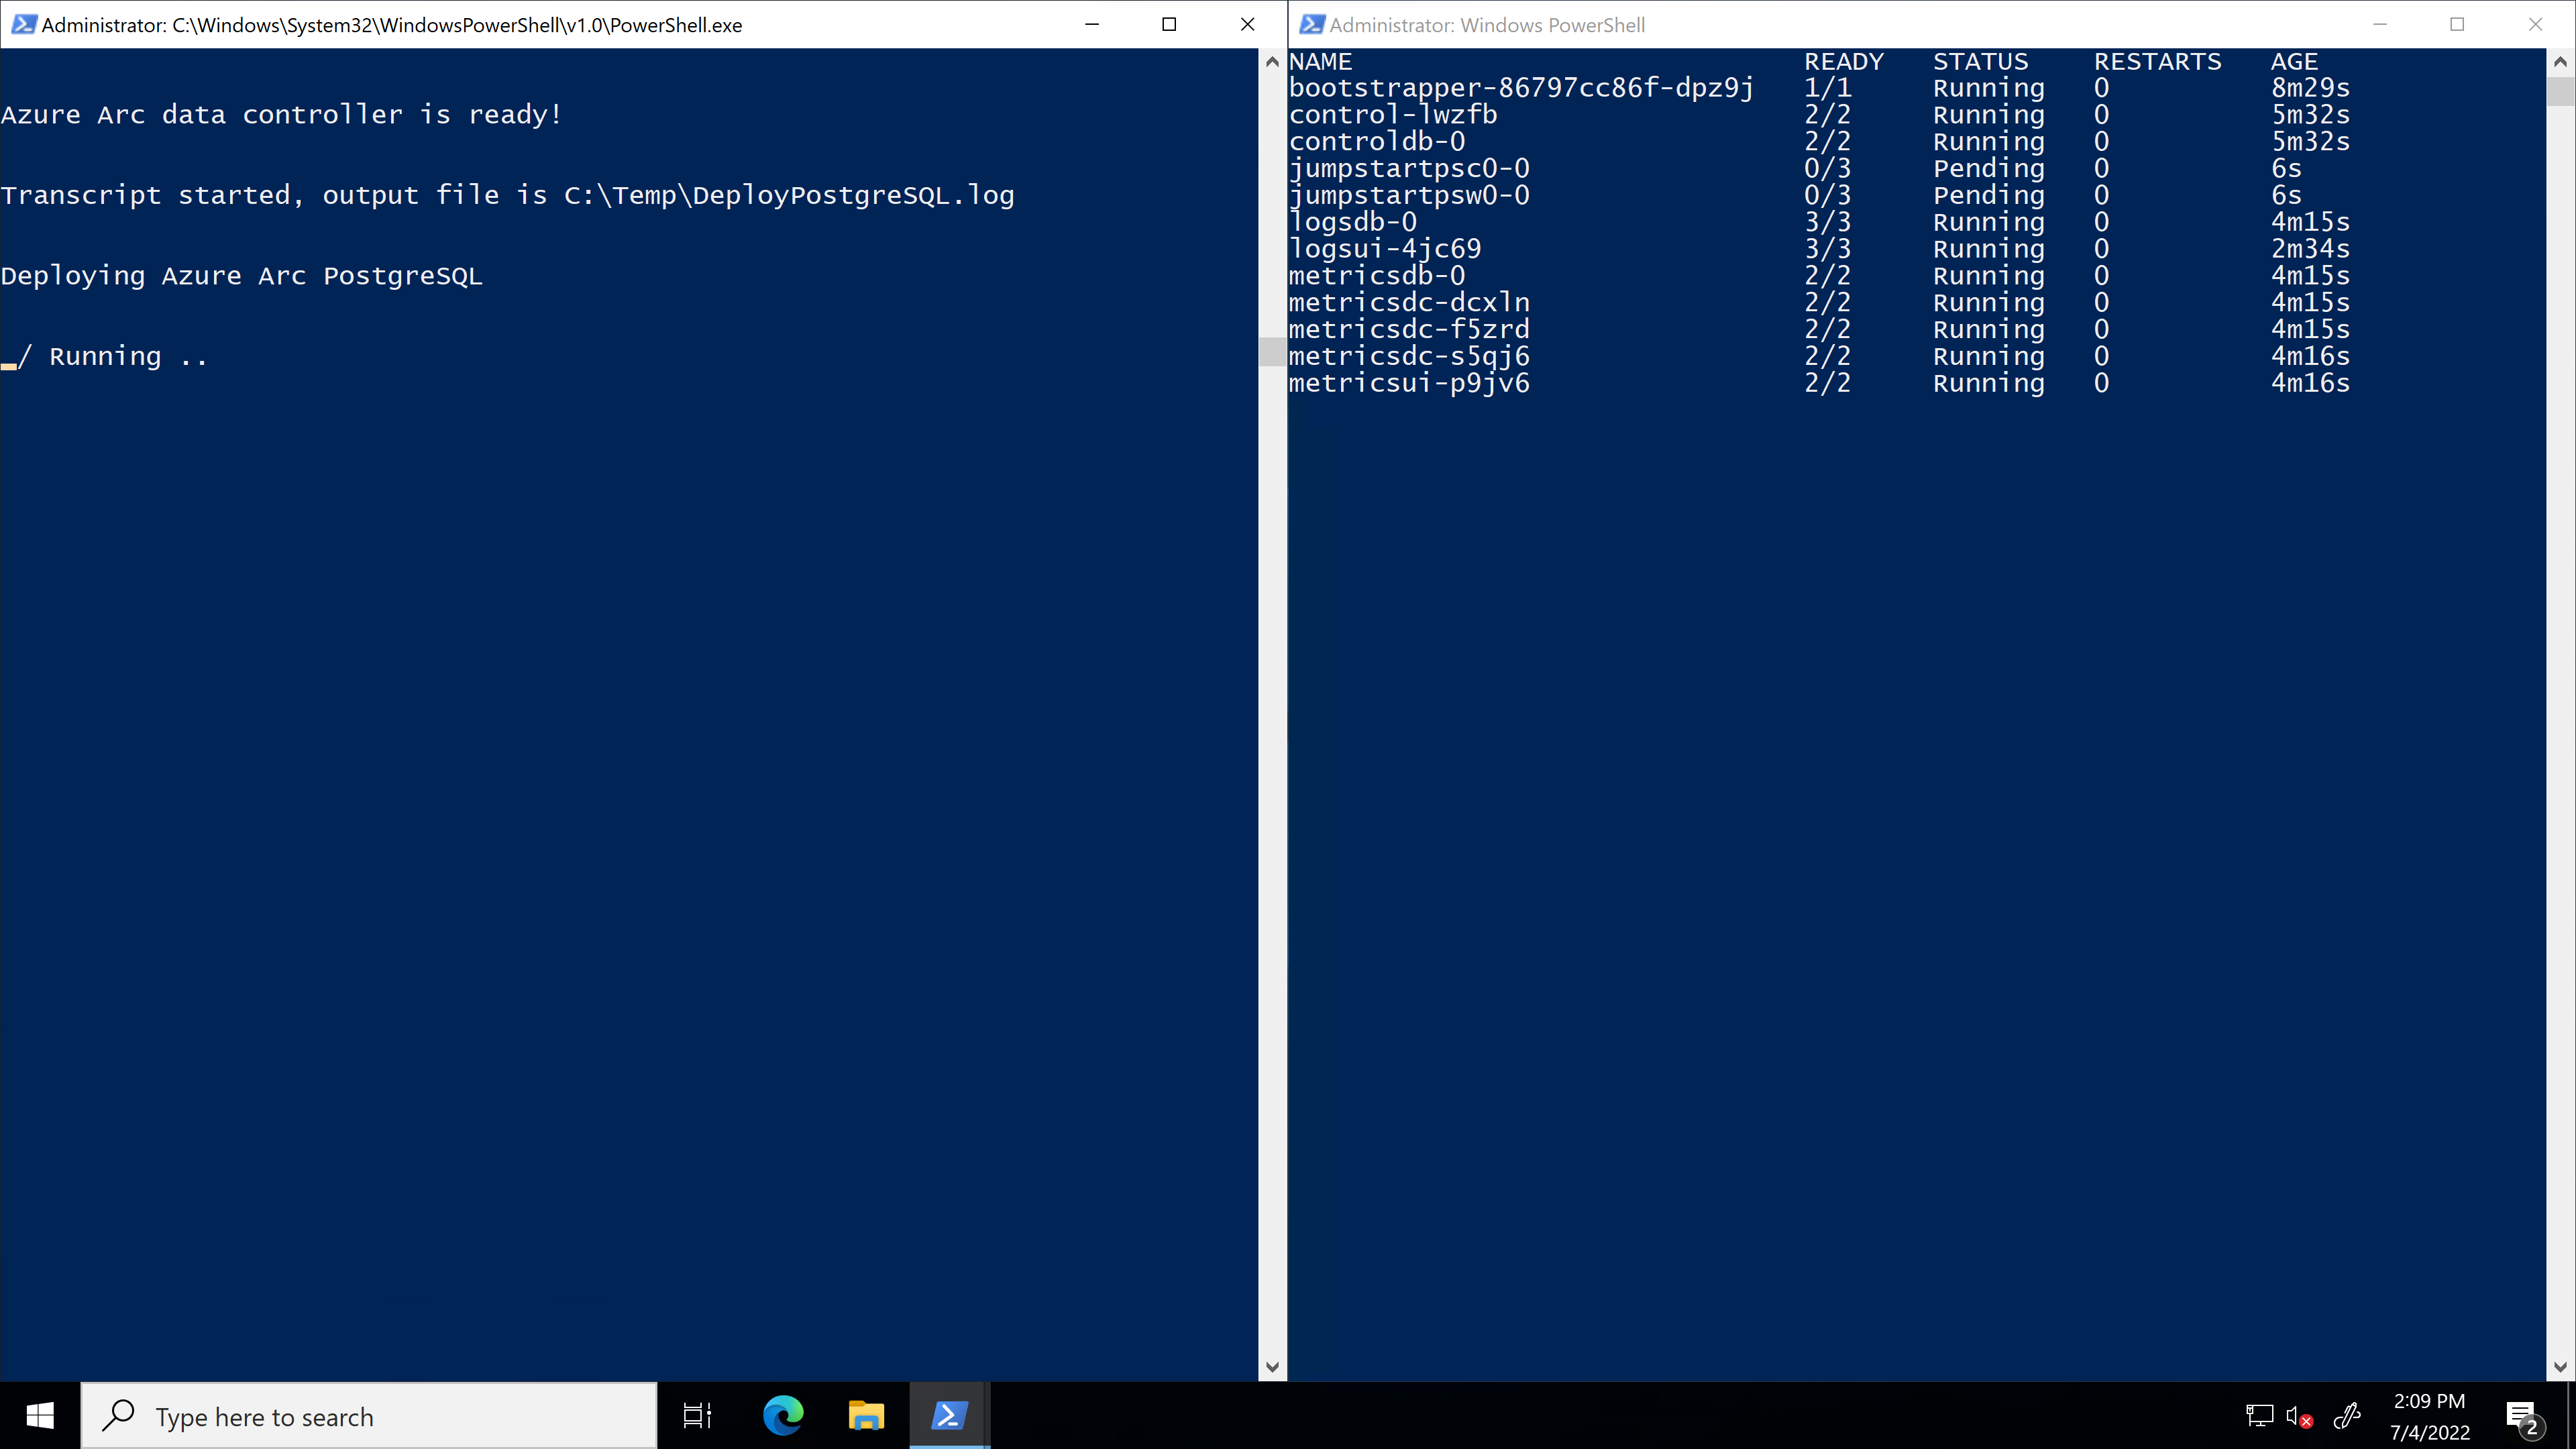 Administrator: C:\Windows\System32\WindowsPowerShell\v1.0\PowerShell.exe
Azure Arc data controller is ready!
Transcript started, output file is C:\Temp\DeployPostgreSQL.log
Deploying Azure Arc PostgreSQL
/ Running ..
Administrator: Windows PowerShell
NAME READY STATUS RESTARTS AGE
bootstrapper-86797cc86f-dpz9j 1/1 Running 0 8m29s
control-lwzfb 2/2 Running 0 5m32s
controldb-0 2/2 Running 0 5m32s
jumpstartpsc0-0 0/3 Pending 0 6s
jumpstartpsw0-0 0/3 Pending 0 6s
logsdb-0 3/3 Running 0 4m15s
logsui-4jc69 3/3 Running 0 2m34s
metricsdb-0 2/2 Running 0 4m15s
metricsdc-dcxln 2/2 Running 0 4m15s
metricsdc-f5zrd 2/2 Running 0 4m15s
metricsdc-s5qj6 2/2 Running 0 4m16s
metricsui-p9jv6 2/2 Running 0 4m16s
Type here to search
2:09 PM
7/4/2022
2